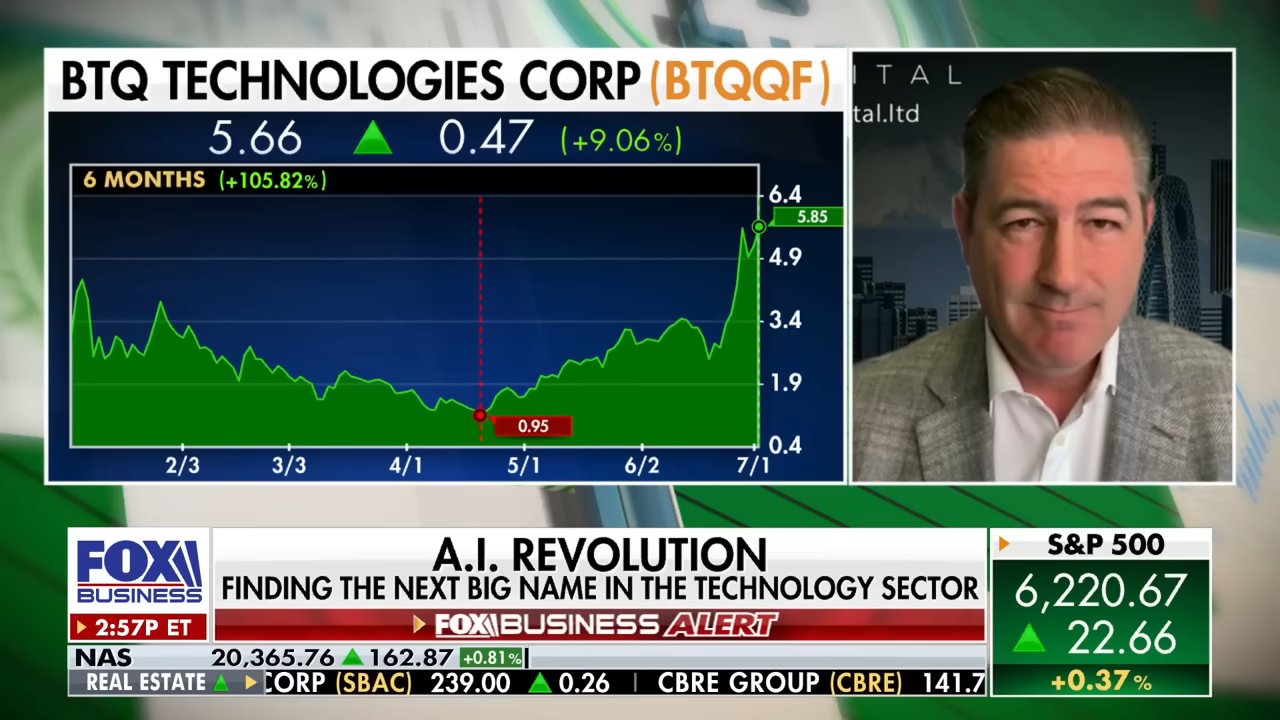 BTQ TECHNOLOGIES CORP (BTQQF)
5.66 ▲ 0.47 (+9.06%)
6 MONTHS (+105.82%)
6.4
5.85
4.9
3.4
1.9
0.95
0.4
2/3 3/3 4/1 5/1 6/2 7/1
ITAL
tal.ltd
FOX
BUSINESS
2:57P ET
A.I. REVOLUTION
FINDING THE NEXT BIG NAME IN THE TECHNOLOGY SECTOR
FOX BUSINESS ALERT
S&P 500
6,220.67
▲ 22.66
+0.37%
NAS 20,365.76 ▲ 162.87 +0.81%
REAL ESTATE ▲ CORP (SBAC) 239.00 ▲ 0.26 | CBRE GROUP (CBRE) 141.7